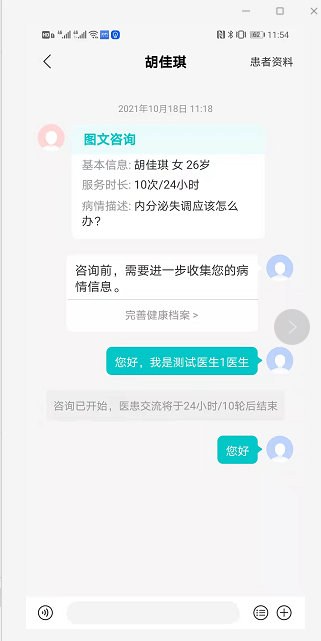 62 11:54
胡佳琪
患者资料
2021年10月18日 11:18
图文咨询
基本信息: 胡佳琪 女 26岁
服务时长: 10次/24小时
病情描述: 内分泌失调应该怎么
办?
咨询前，需要进一步收集您的病
情信息。
完善健康档案 >
您好，我是测试医生1医生
咨询已开始，医患交流将于24小时/10轮后结束
您好